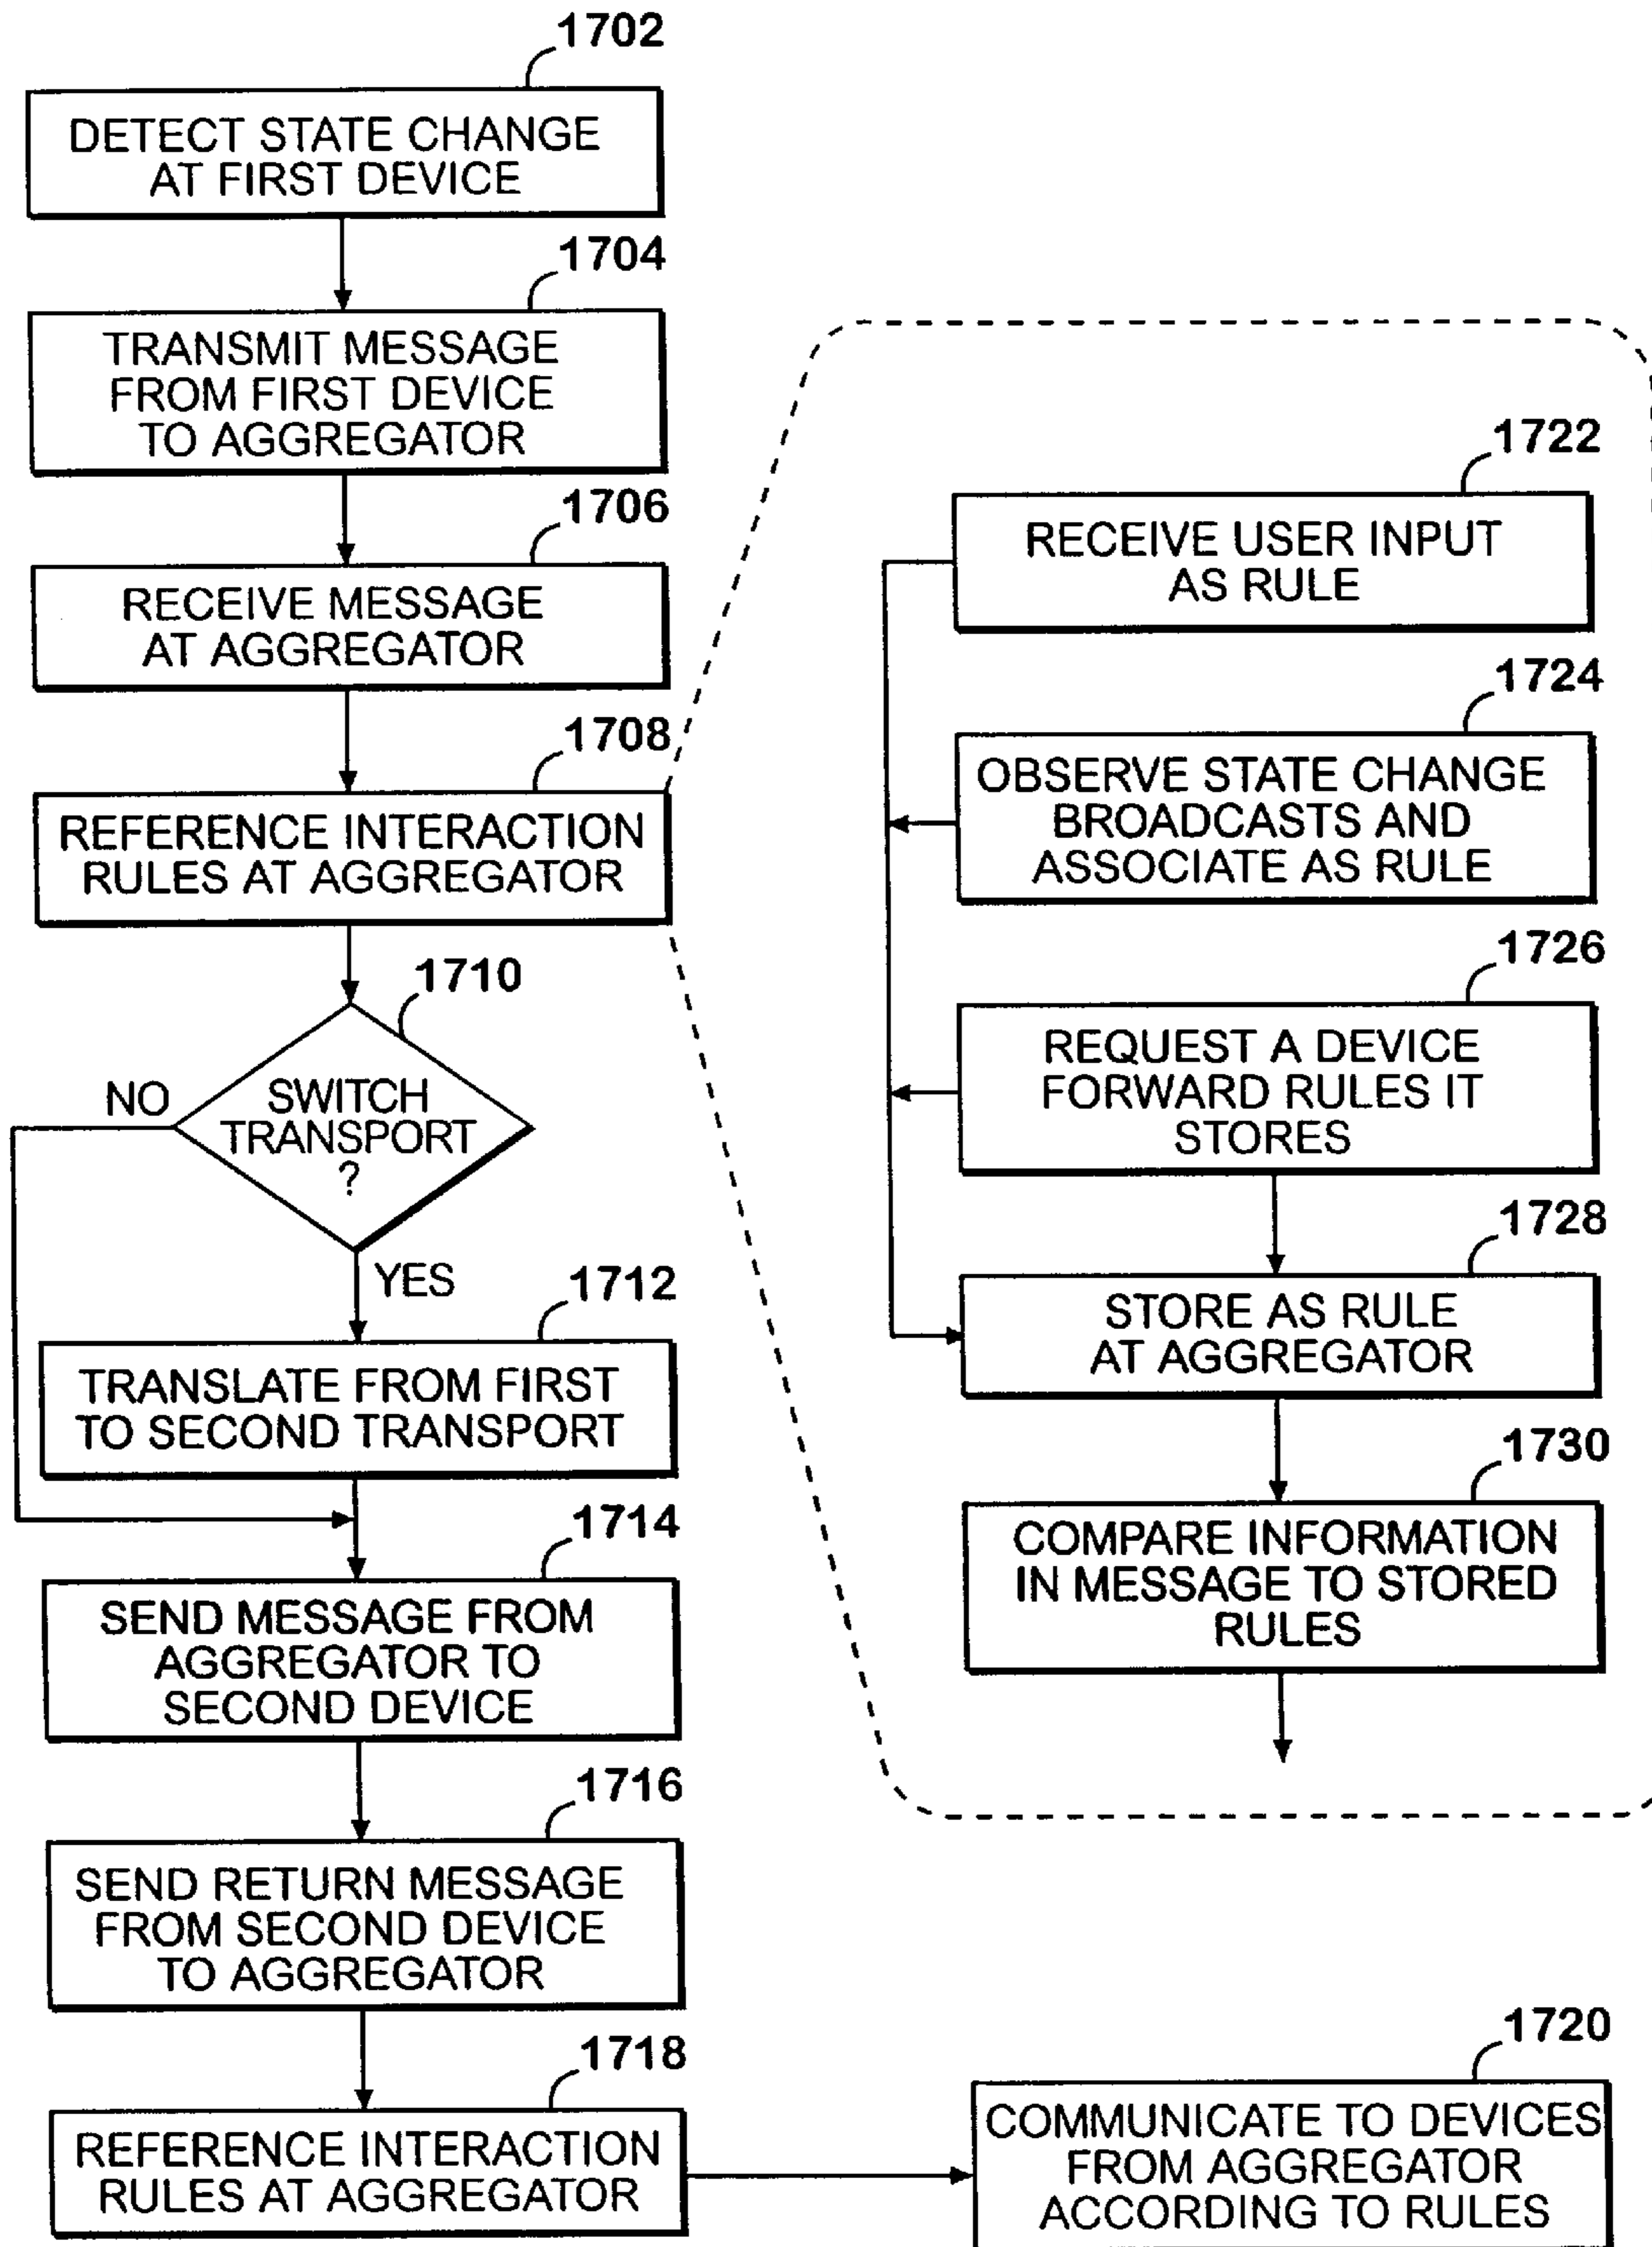 1702
DETECT STATE CHANGE
AT FIRST DEVICE
1704
TRANSMIT MESSAGE
FROM FIRST DEVICE
TO AGGREGATOR
1706
RECEIVE MESSAGE
AT AGGREGATOR
1708
REFERENCE INTERACTION
RULES AT AGGREGATOR
1710
SWITCH
TRANSPORT
?
NO
YES
1712
TRANSLATE FROM FIRST
TO SECOND TRANSPORT
1714
SEND MESSAGE FROM
AGGREGATOR TO
SECOND DEVICE
1716
SEND RETURN MESSAGE
FROM SECOND DEVICE
TO AGGREGATOR
1718
REFERENCE INTERACTION
RULES AT AGGREGATOR
1720
COMMUNICATE TO DEVICES
FROM AGGREGATOR
ACCORDING TO RULES
1722
RECEIVE USER INPUT
AS RULE
1724
OBSERVE STATE CHANGE
BROADCASTS AND
ASSOCIATE AS RULE
1726
REQUEST A DEVICE
FORWARD RULES IT
STORES
1728
STORE AS RULE
AT AGGREGATOR
1730
COMPARE INFORMATION
IN MESSAGE TO STORED
RULES